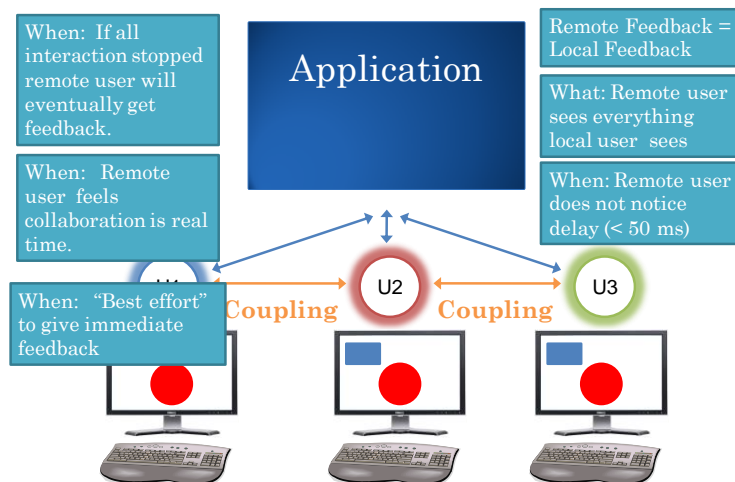 When: If all
interaction stopped
remote user will
eventually get
feedback.
Application
Remote Feedback =
Local Feedback
What: Remote user
sees everything
local user sees
When: Remote
user feels
collaboration is real
time.
When: Remote user
does not notice
delay (< 50 ms)
U2
U3
When: “Best effort”
to give immediate
feedback
Coupling
Coupling